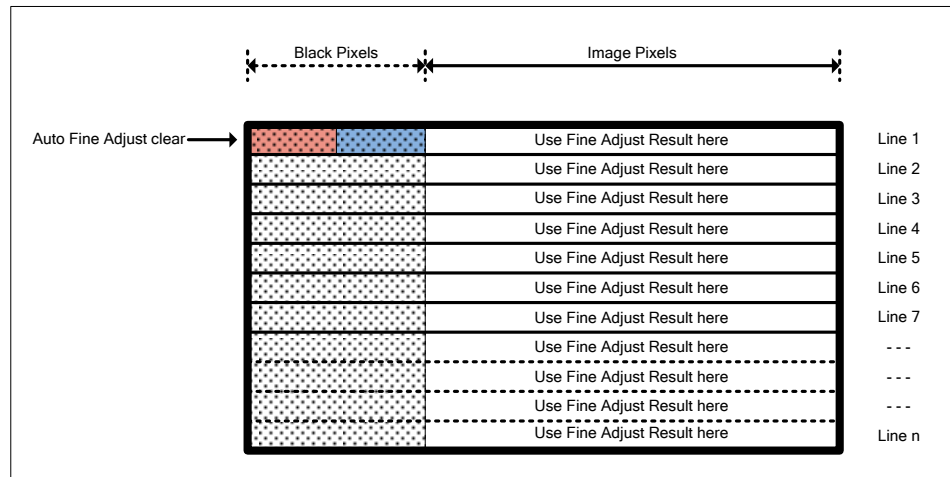 Black Pixels Image Pixels
Auto Fine Adjust clear Use Fine Adjust Result here Line 1
Use Fine Adjust Result here Line 2
Use Fine Adjust Result here Line 3
Use Fine Adjust Result here Line 4
Use Fine Adjust Result here Line 5
Use Fine Adjust Result here Line 6
Use Fine Adjust Result here Line 7
Use Fine Adjust Result here - - -
Use Fine Adjust Result here - - -
Use Fine Adjust Result here - - -
Use Fine Adjust Result here Line n